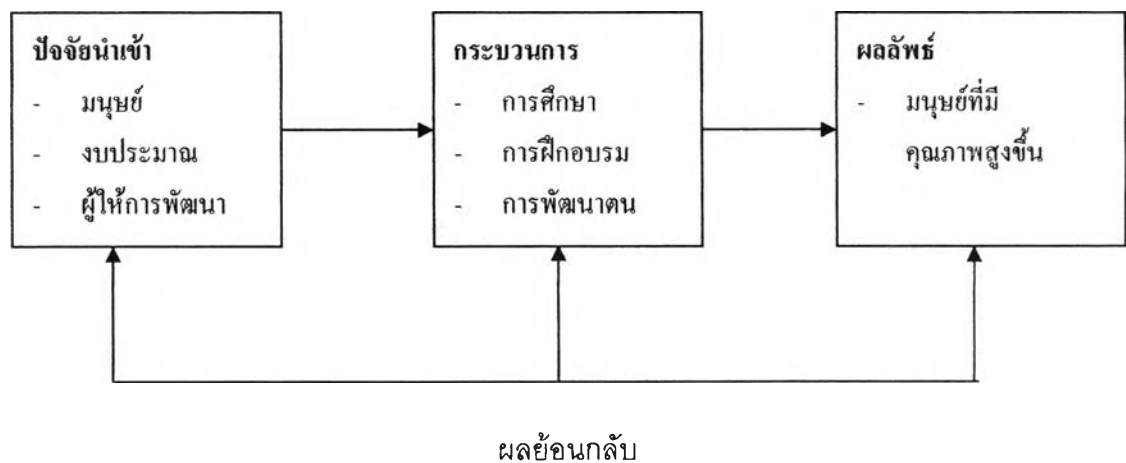 ปัจจัยนำเข้า
- มนุษย์
- งบประมาณ
- ผู้ให้การพัฒนา
กระบวนการ
- การศึกษา
- การฝึกอบรม
- การพัฒนาตน
ผลลัพธ์
- มนุษย์ที่มี
คุณภาพสูงขึ้น
ผลย้อนกลับ